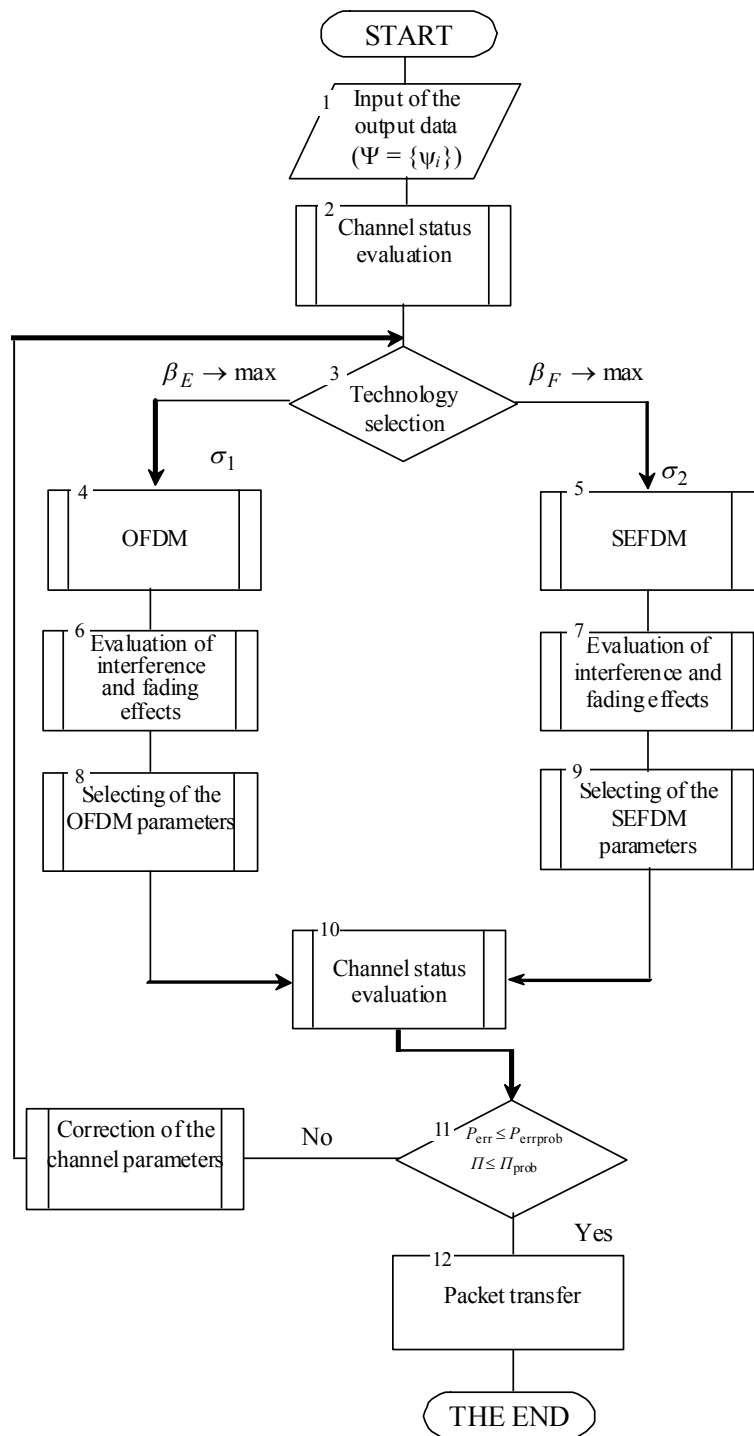 START
1
Input of the
output data
(Ψ = {ψi})
2
Channel status
evaluation
βE → max
3
Technology
selection
βF → max
σ1
σ2
4
OFDM
5
SEFDM
6
Evaluation of
interference
and fading
effects
7
Evaluation of
interference and
fading effects
8
Selecting of the
OFDM parameters
9
Selecting of the
SEFDM
parameters
10
Channel status
evaluation
Correction of the
channel parameters
No
11
Perr ≤ Perrprob
Π ≤ Πprob
Yes
12
Packet transfer
THE END